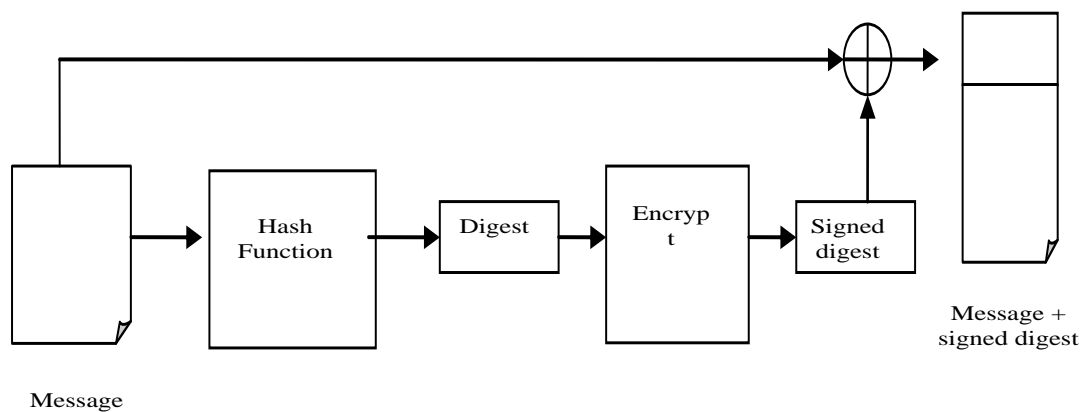 Hash
Function
Digest
Encryp
t
Signed
digest
Message +
signed digest
Message